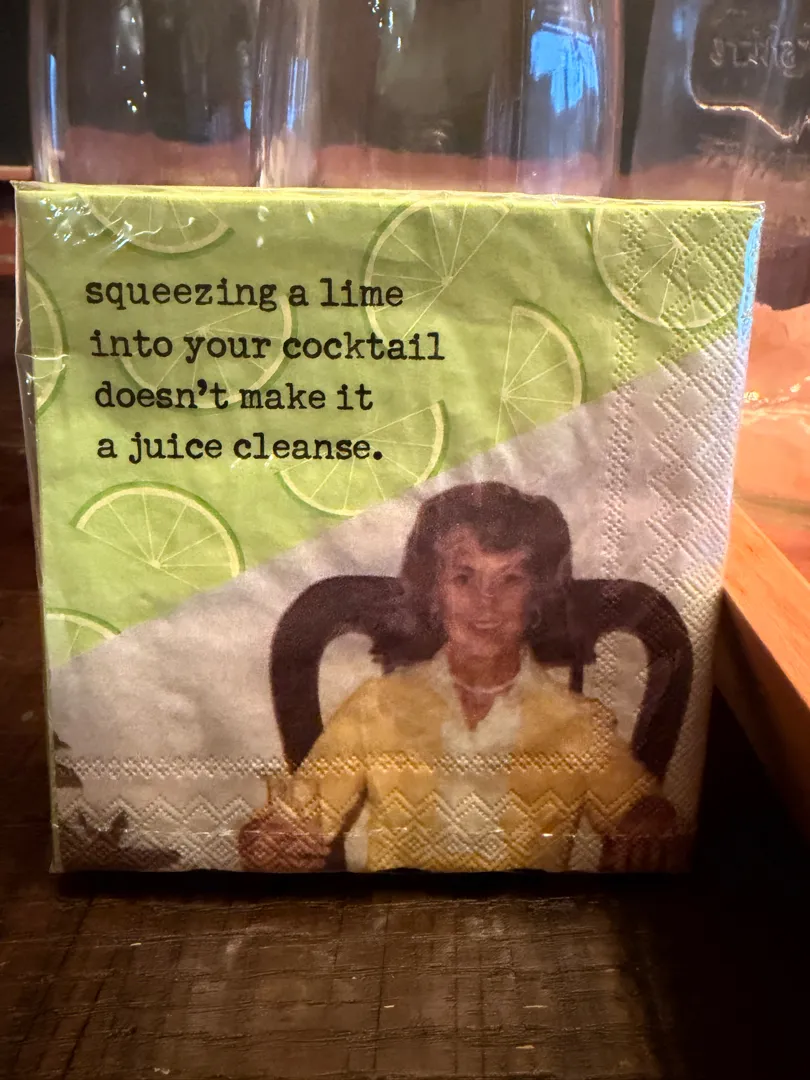 squeezing a lime
into your cocktail
doesn't make it
a juice cleanse.